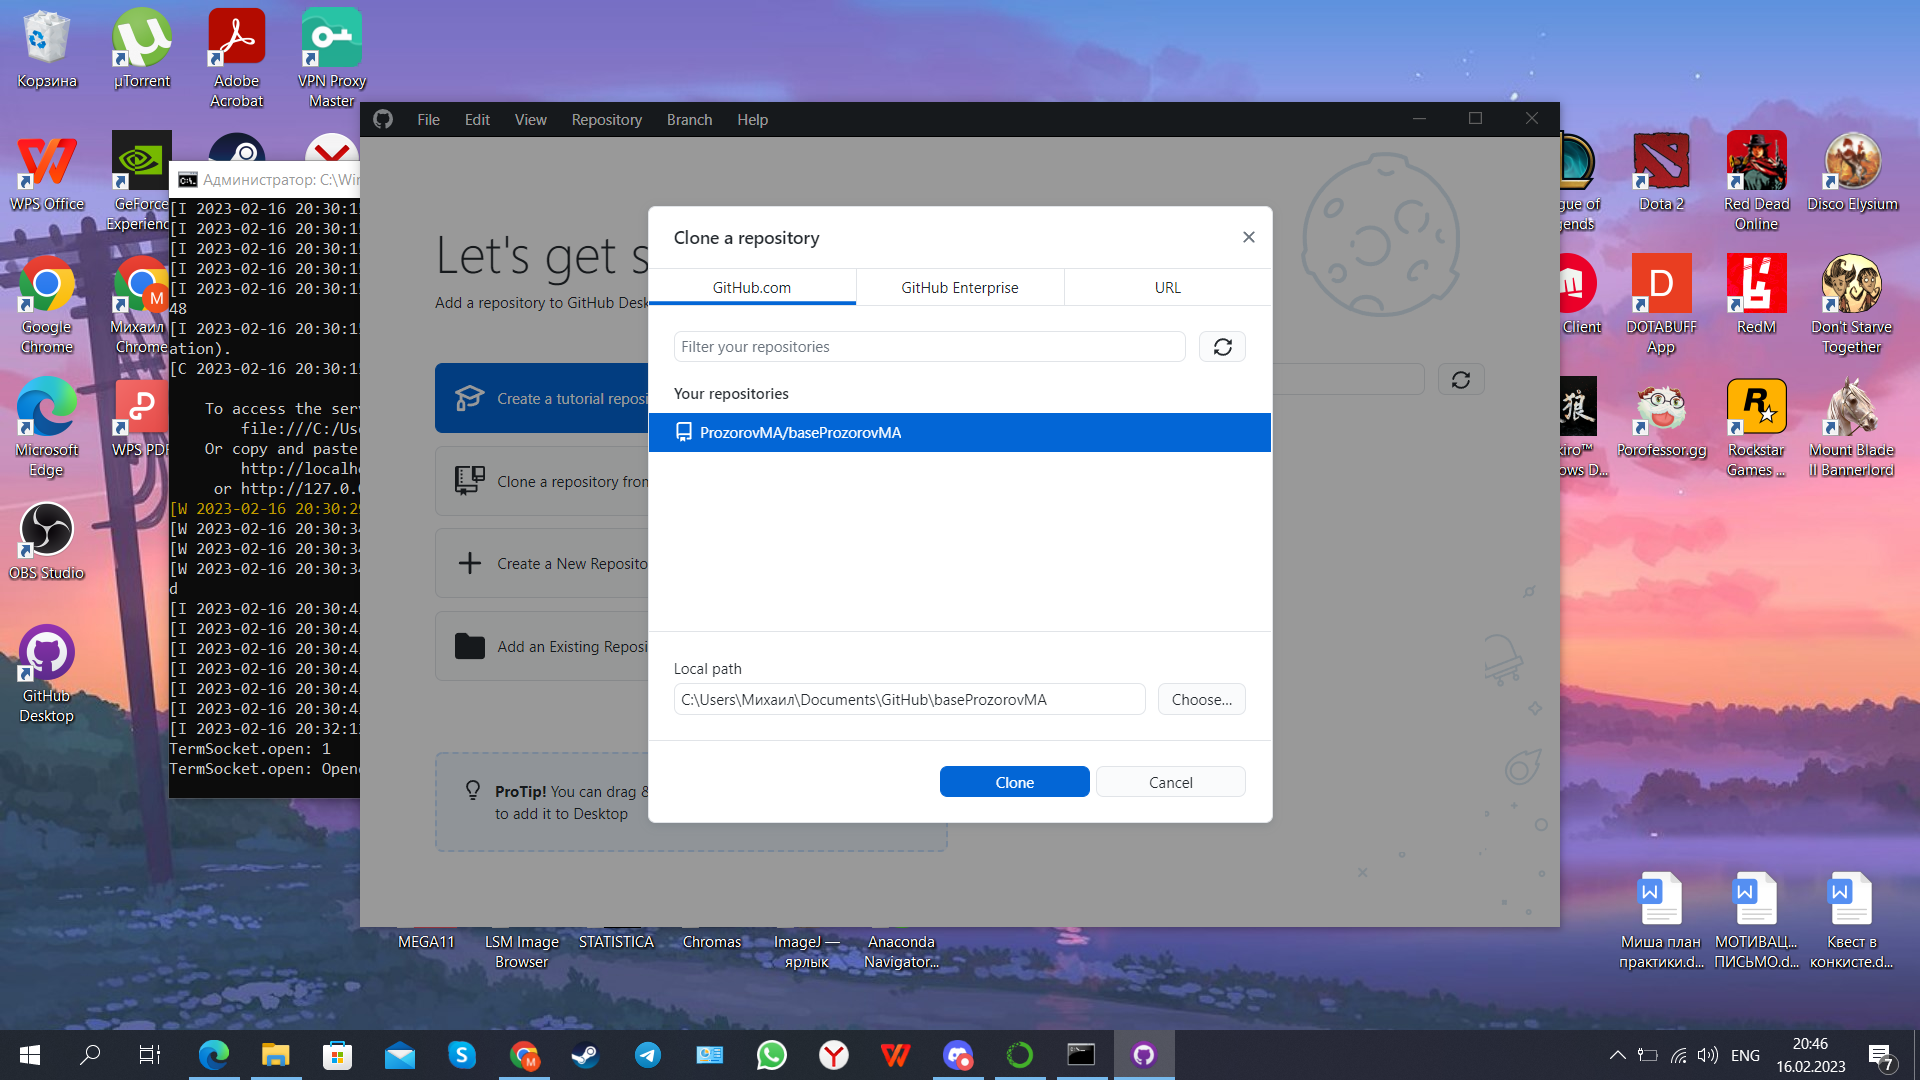 Корзина
µTorrent
Adobe
Acrobat
VPN Proxy
Master
WPS Office
GeForce
Experienc
Google
Chrome
Михаил
Chrome
Microsoft
Edge
WPS PDF
OBS Studio
GitHub
Desktop
Администратор: C:\Win
[I 2023-02-16 20:30:1
[I 2023-02-16 20:30:1
[I 2023-02-16 20:30:1
[I 2023-02-16 20:30:1
[I 2023-02-16 20:30:1
48
[I 2023-02-16 20:30:1
ation).
[C 2023-02-16 20:30:1
To access the serv
file:///C:/Use
Or copy and paste
http://localho
or http://127.0.
[W 2023-02-16 20:30:29
[W 2023-02-16 20:30:34
[W 2023-02-16 20:30:34
[W 2023-02-16 20:30:34
d
[I 2023-02-16 20:30:4
[I 2023-02-16 20:30:4
[I 2023-02-16 20:30:4
[I 2023-02-16 20:30:4
[I 2023-02-16 20:30:4
[I 2023-02-16 20:30:4
[I 2023-02-16 20:32:1
TermSocket.open: 1
TermSocket.open: Opene
File Edit View Repository Branch Help
Let's get s
Add a repository to GitHub Desk
Create a tutorial reposi
Clone a repository from
Create a New Reposito
Add an Existing Reposi
ProTip! You can drag &
to add it to Desktop
Clone a repository
GitHub.com
GitHub Enterprise
URL
Filter your repositories
Your repositories
ProzorovMA/baseProzorovMA
Local path
C:\Users\Михаил\Documents\GitHub\baseProzorovMA
Choose...
Clone
Cancel
gue of
ends
Dota 2
Red Dead
Online
Disco Elysium
Client
DOTABUFF
App
RedM
Don't Starve
Together
kiro™
ows D...
Porofessor.gg
Rockstar
Games ...
Mount Blade
II Bannerlord
MEGA11
LSM Image
Browser
STATISTICA
Chromas
ImageJ —
ярлык
Anaconda
Navigator...
Миша план
практики.d...
МОТИВАЦ...
ПИСЬМО.d...
Квест в
конкисте.d...
ENG
20:46
16.02.2023
7